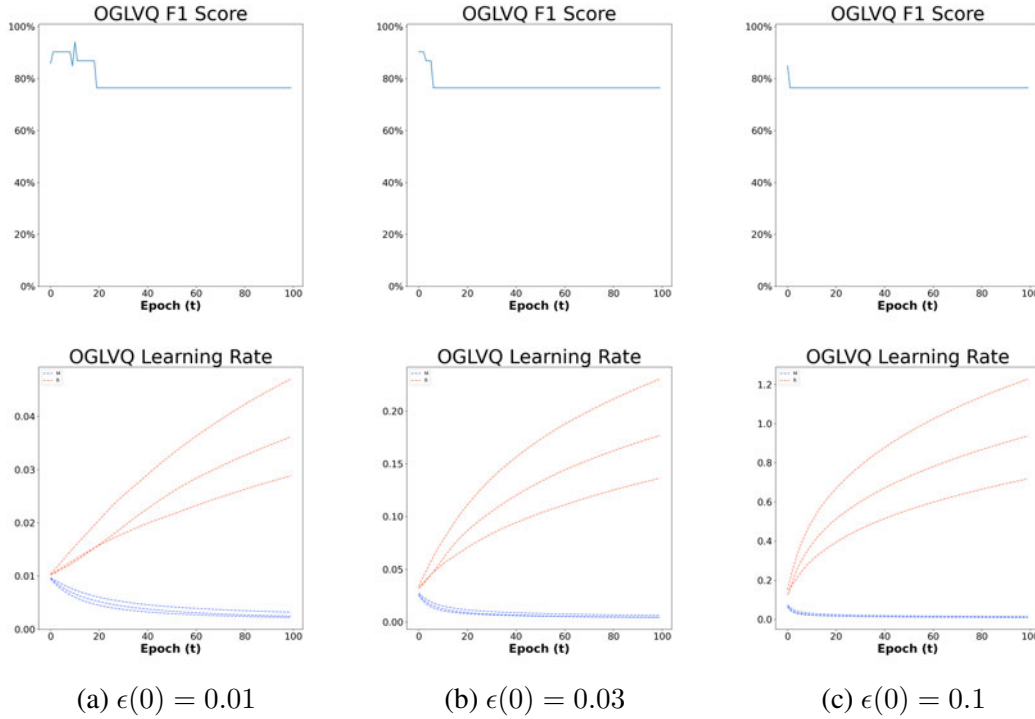 OGLVQ F1 Score
100%
80%
60%
40%
20%
0%
0 20 40 60 80 100
Epoch (t)
OGLVQ F1 Score
100%
80%
60%
40%
20%
0%
0 20 40 60 80 100
Epoch (t)
OGLVQ F1 Score
100%
80%
60%
40%
20%
0%
0 20 40 60 80 100
Epoch (t)
OGLVQ Learning Rate
M
0.04
0.03
0.02
0.01
0.00
0 20 40 60 80 100
Epoch (t)
OGLVQ Learning Rate
M
0.20
0.15
0.10
0.05
0.00
0 20 40 60 80 100
Epoch (t)
OGLVQ Learning Rate
M
1.2
1.0
0.8
0.6
0.4
0.2
0.0
0 20 40 60 80 100
Epoch (t)
(a) ϵ(0) = 0.01
(b) ϵ(0) = 0.03
(c) ϵ(0) = 0.1